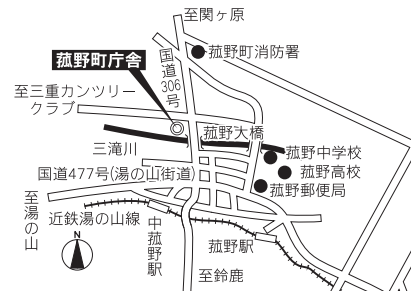 至関ヶ原
菰野町消防署
菰野町庁舎
国道306号
至三重カンツリー
クラブ
菰野大橋
三滝川
菰野中学校
菰野高校
国道477号(湯の山街道)
菰野郵便局
至湯の山
近鉄湯の山線
中菰野駅
菰野駅
至鈴鹿
N